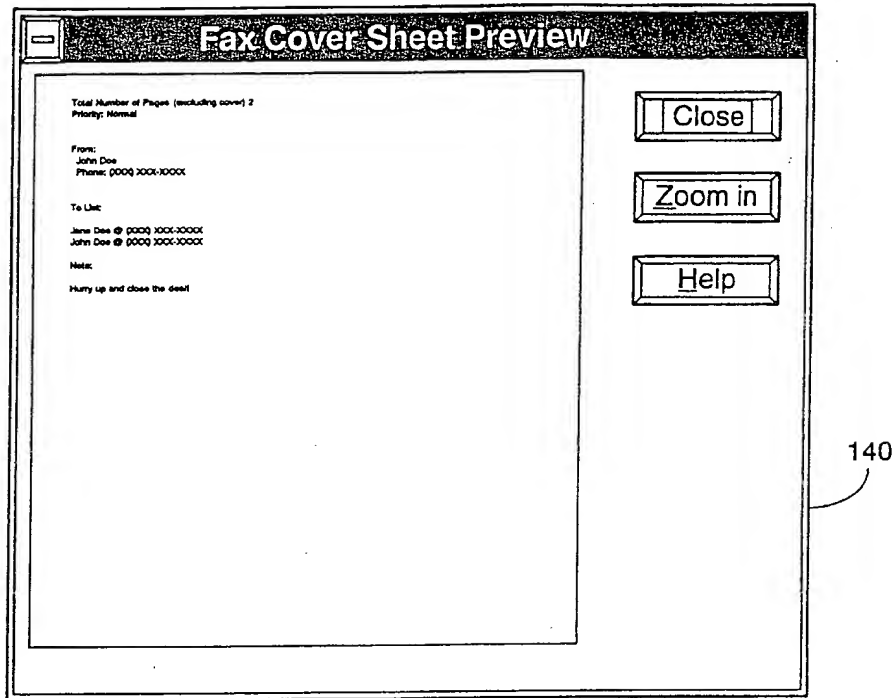 Fax Cover Sheet Preview
Total Number of Pages (excluding cover) 2
Priority: Normal
From:
John Doe
Phone: (XXX) XXX-XXXX
To List:
Jane Doe @ (XXX) XXX-XXXX
John Doe @ (XXX) XXX-XXXX
Note:
Hurry up and close the deal!
Close
Zoom in
Help
140